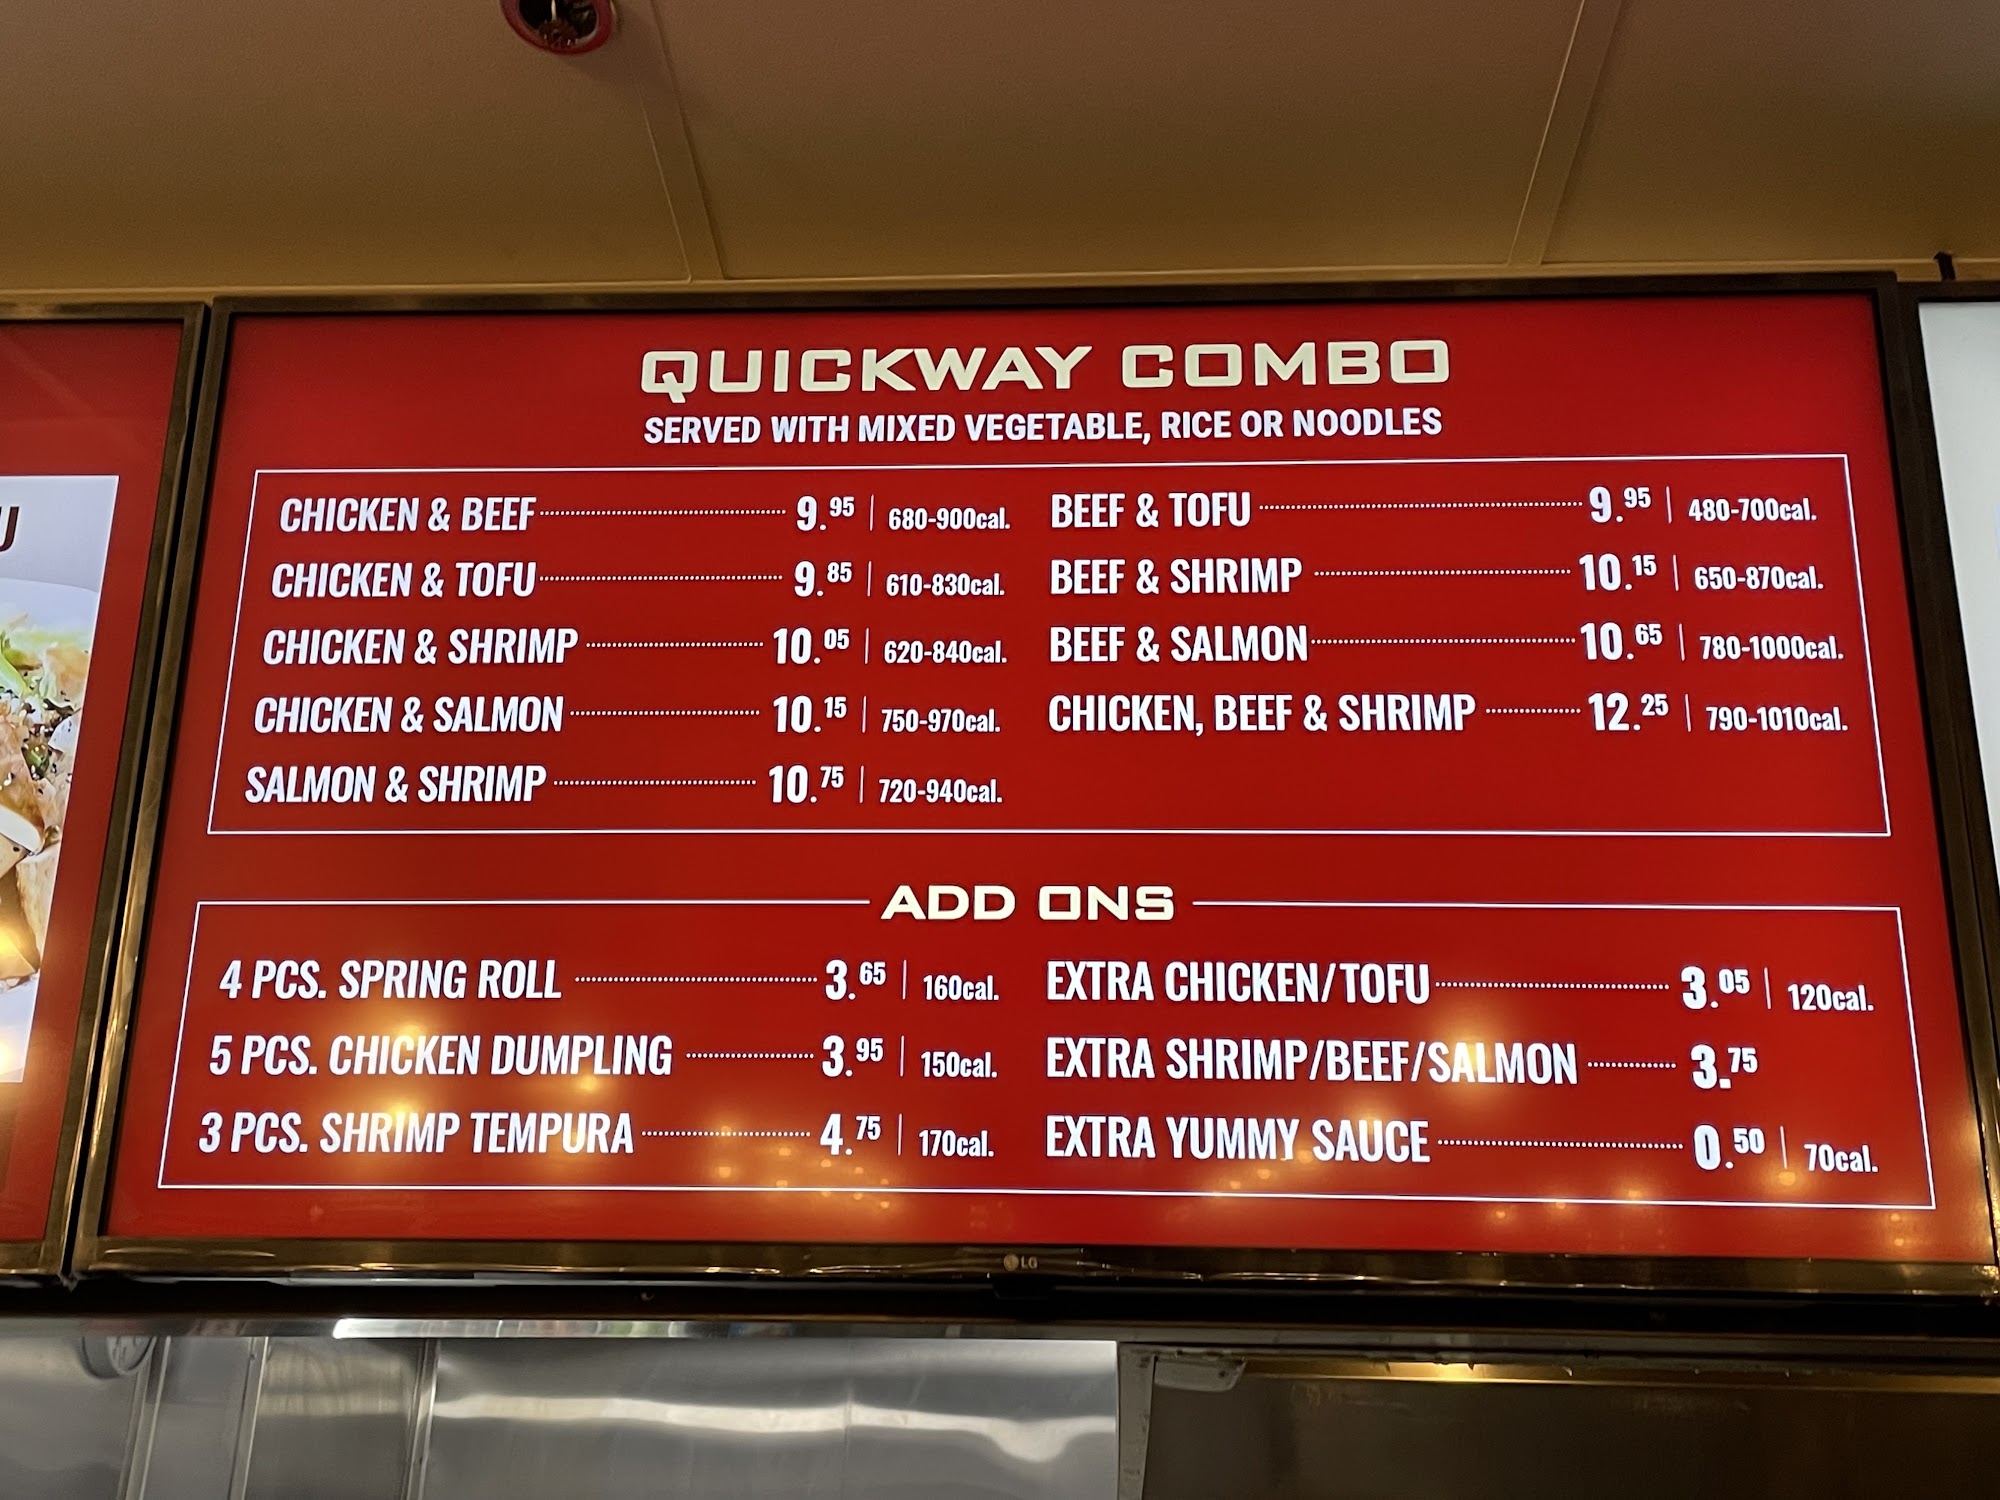 QUICKWAY COMBO
SERVED WITH MIXED VEGETABLE, RICE OR NOODLES
CHICKEN & BEEF 9.95 | 680-900cal.
CHICKEN & TOFU 9.85 | 610-830cal.
CHICKEN & SHRIMP 10.05 | 620-840cal.
CHICKEN & SALMON 10.15 | 750-970cal.
SALMON & SHRIMP 10.75 | 720-940cal.
BEEF & TOFU 9.95 | 480-700cal.
BEEF & SHRIMP 10.15 | 650-870cal.
BEEF & SALMON 10.65 | 780-1000cal.
CHICKEN, BEEF & SHRIMP 12.25 | 790-1010cal.
ADD ONS
4 PCS. SPRING ROLL 3.65 | 160cal.
5 PCS. CHICKEN DUMPLING 3.95 | 150cal.
3 PCS. SHRIMP TEMPURA 4.75 | 170cal.
EXTRA CHICKEN/TOFU 3.05 | 120cal.
EXTRA SHRIMP/BEEF/SALMON 3.75
EXTRA YUMMY SAUCE 0.50 | 70cal.
LG